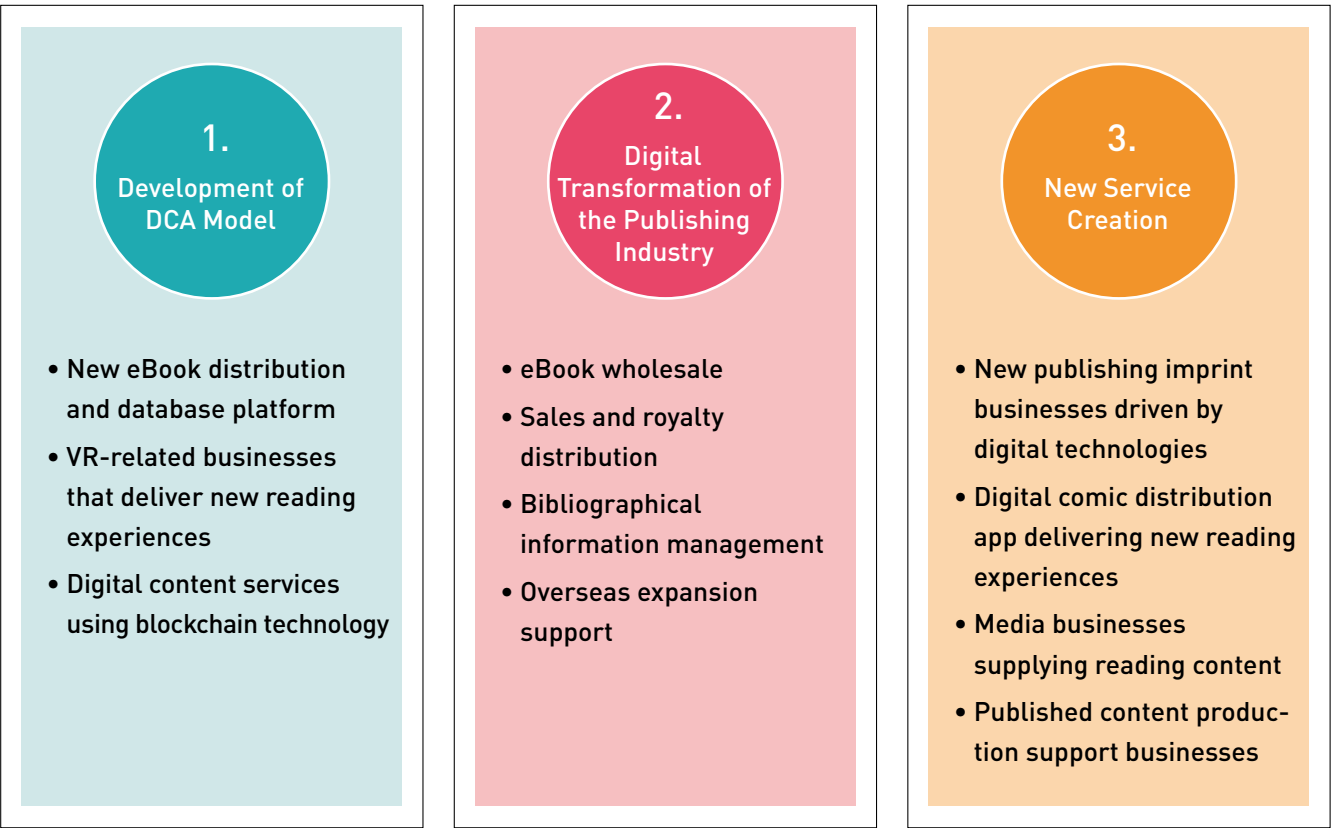 1.
Development of
DCA Model
• New eBook distribution
and database platform
• VR-related businesses
that deliver new reading
experiences
• Digital content services
using blockchain technology
2.
Digital
Transformation of
the Publishing
Industry
• eBook wholesale
• Sales and royalty
distribution
• Bibliographical
information management
• Overseas expansion
support
3.
New Service
Creation
• New publishing imprint
businesses driven by
digital technologies
• Digital comic distribution
app delivering new reading
experiences
• Media businesses
supplying reading content
• Published content produc-
tion support businesses